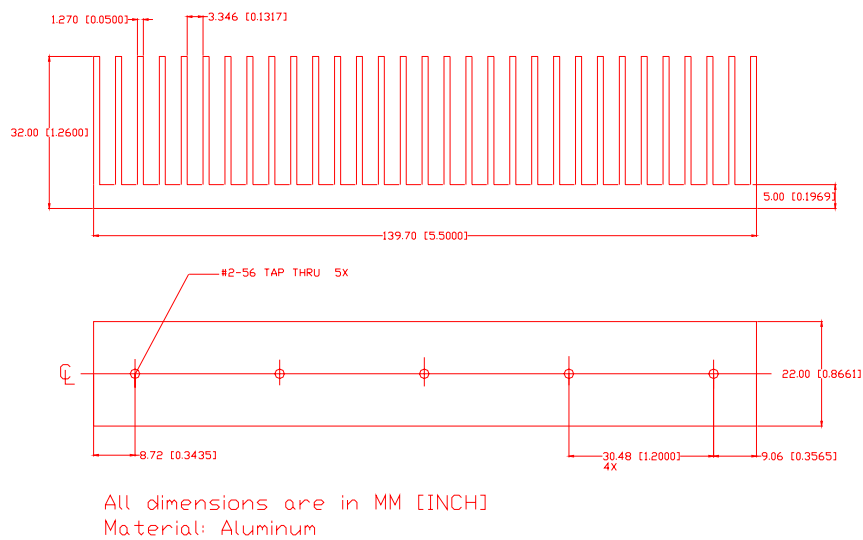 1.270 [0.0500]
3.346 [0.1317]
32.00 [1.2600]
5.00 [0.1969]
139.70 [5.5000]
#2-56 TAP THRU 5X
CL
22.00 [0.8661]
8.72 [0.3435]
30.48 [1.2000]
4X
9.06 [0.3565]
All dimensions are in MM [INCH]
Material: Aluminum